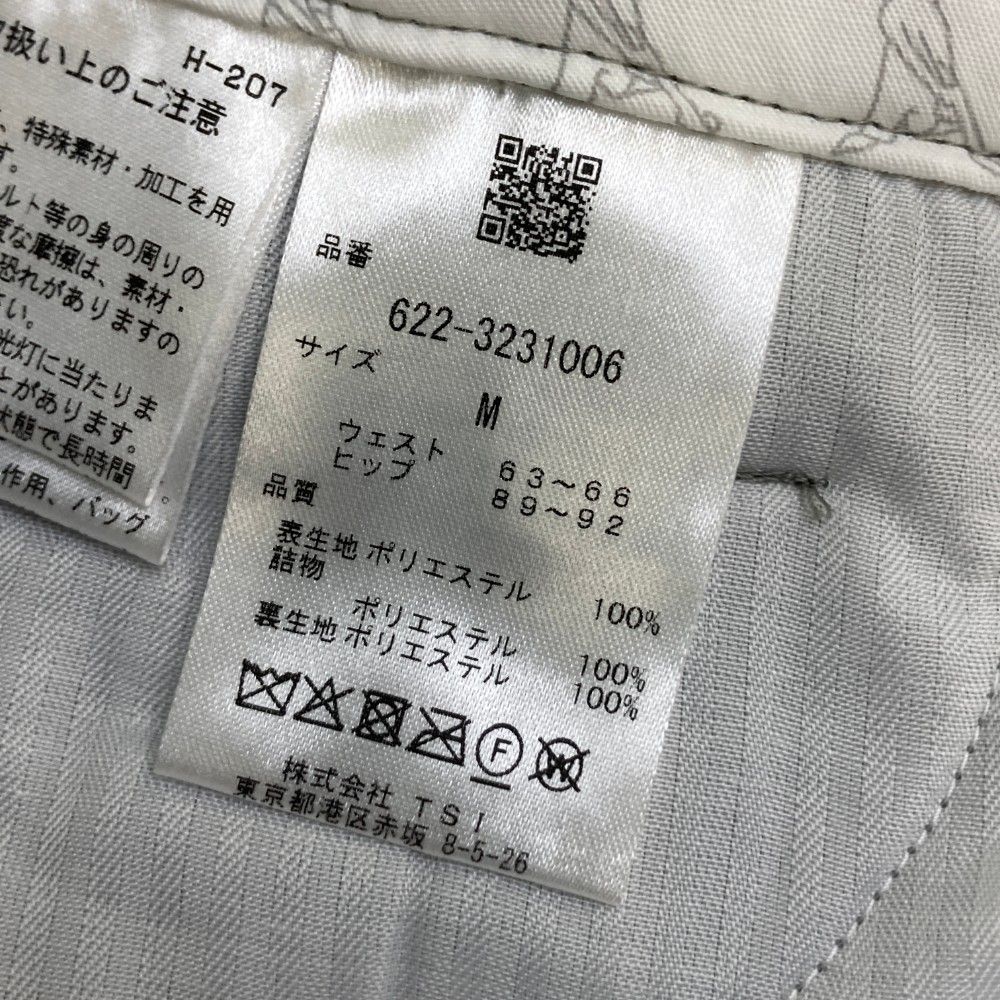 H-207
扱い上のご注意
、特殊素材・加工を用
す。
ルト等の身の周りの
度な摩擦は、素材・
恐れがありますの
さい。
光灯に当たりま
とがあります。
状態で長時間
作用、バッグ
品番
622-3231006
サイズ
M
ウェスト 63～66
ヒップ 89～92
品質
表生地 ポリエステル 100%
詰物
ポリエステル 100%
裏生地 ポリエステル 100%
F
W
株式会社 TSI
東京都港区赤坂 8-5-26